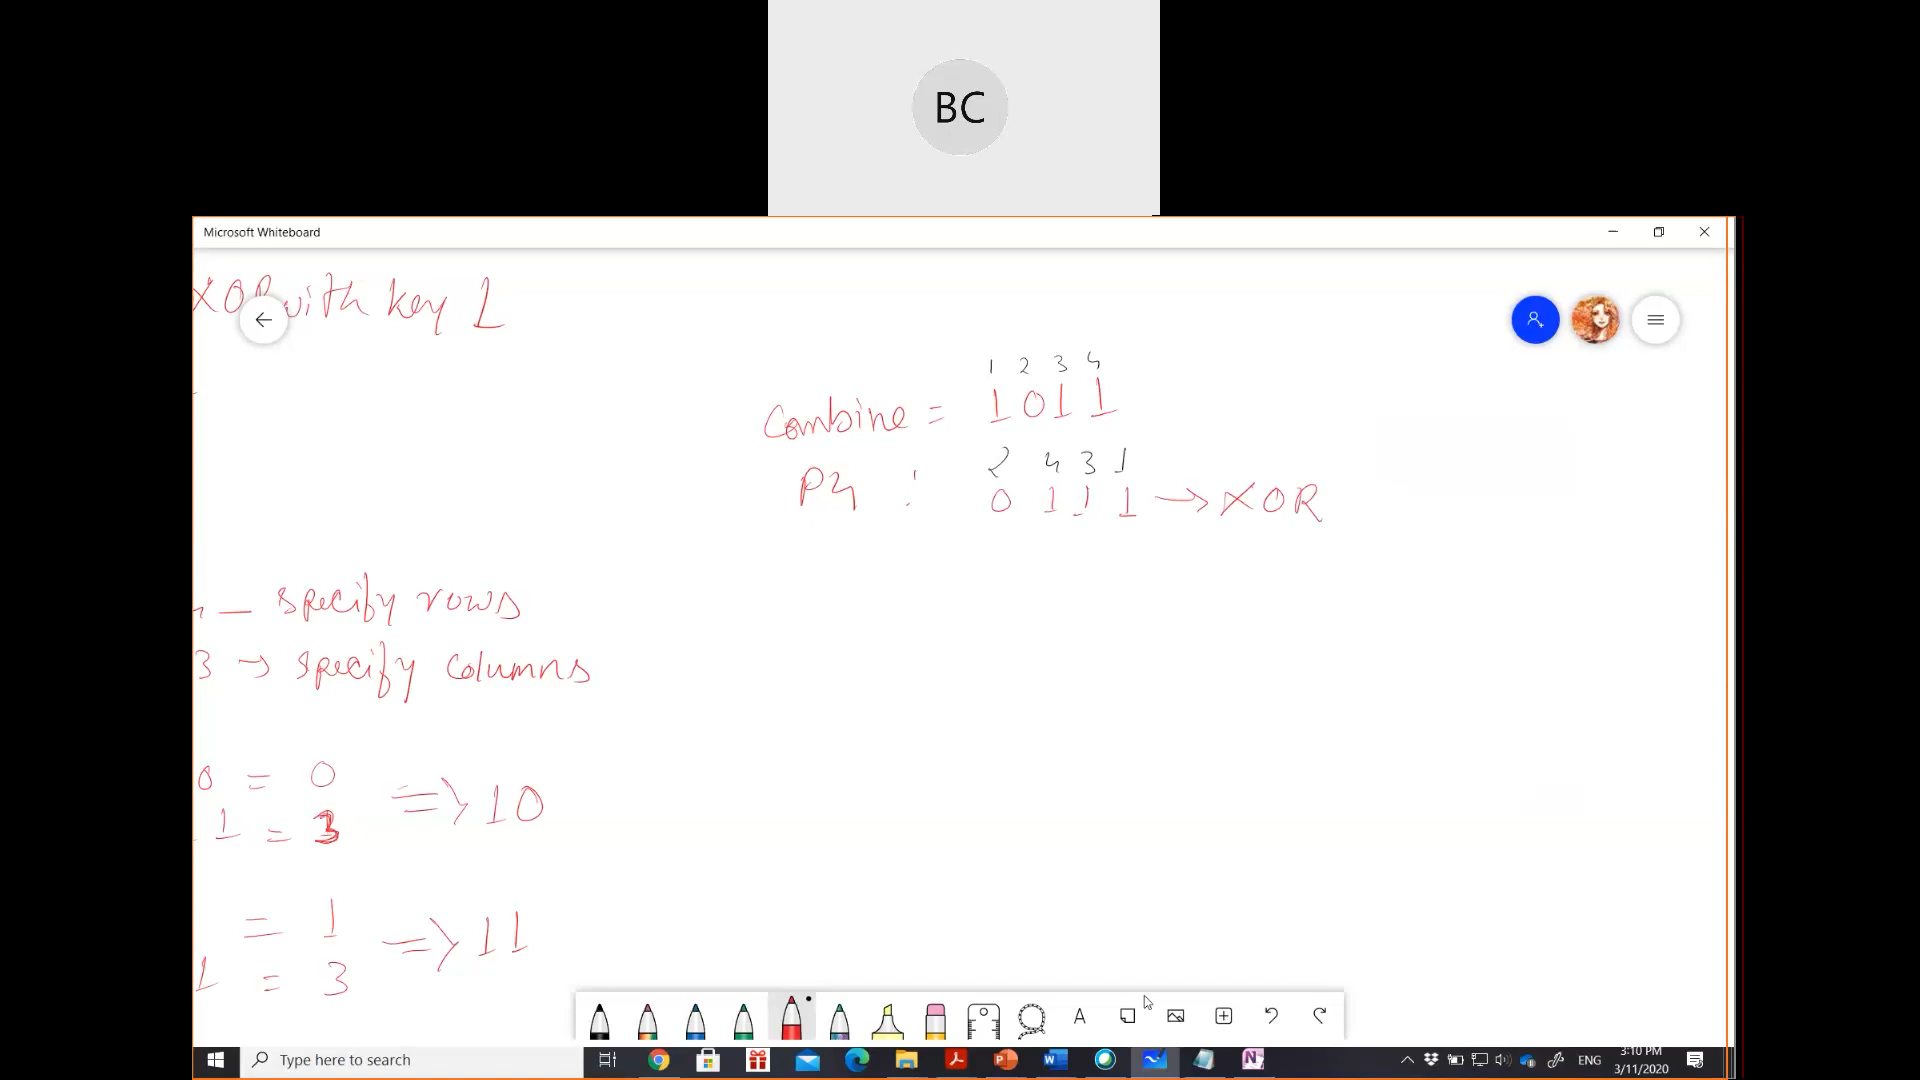 BC
Microsoft Whiteboard
XOR with key 1
1 2 3 4
Combine = 1 0 1 1
2 4 3 1
P4 : 0 1 1 1 → XOR
— specify rows
3 → specify columns
0 = 0
⇒ 10
1 = 3
= 1
⇒ 11
1 = 3
A
Type here to search
ENG
3:10 PM
3/11/2020